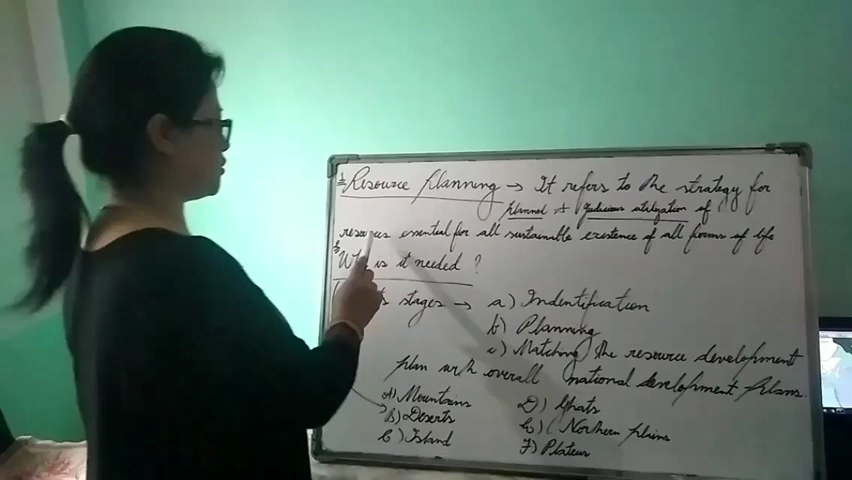 Resource planning → It refers to the strategy for
planned & judicious utilization of
resources essential for all sustainable existence of all forms of life
Why is it needed ?
stages → a) Indentification
b) Planning
c) Matching the resource development
plan with overall national development plans.
A) Mountains
D) Ghats
B) Deserts
E) Northern plains
C) Island
F) Plateau